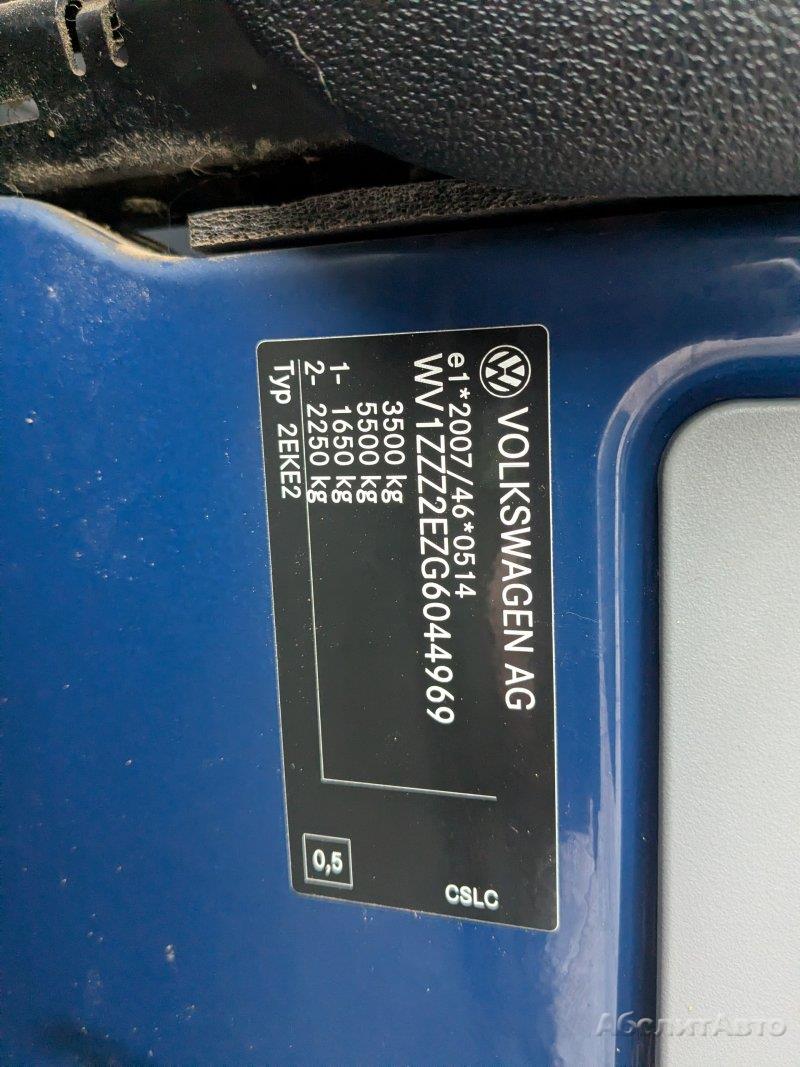 VOLKSWAGEN AG
e1*2007/46*0514
WV1ZZZ2EZG6044969
3500 kg
5500 kg
1- 1650 kg
2- 2250 kg
Typ 2EKE2
0,5
CSLC
АбслютАвто